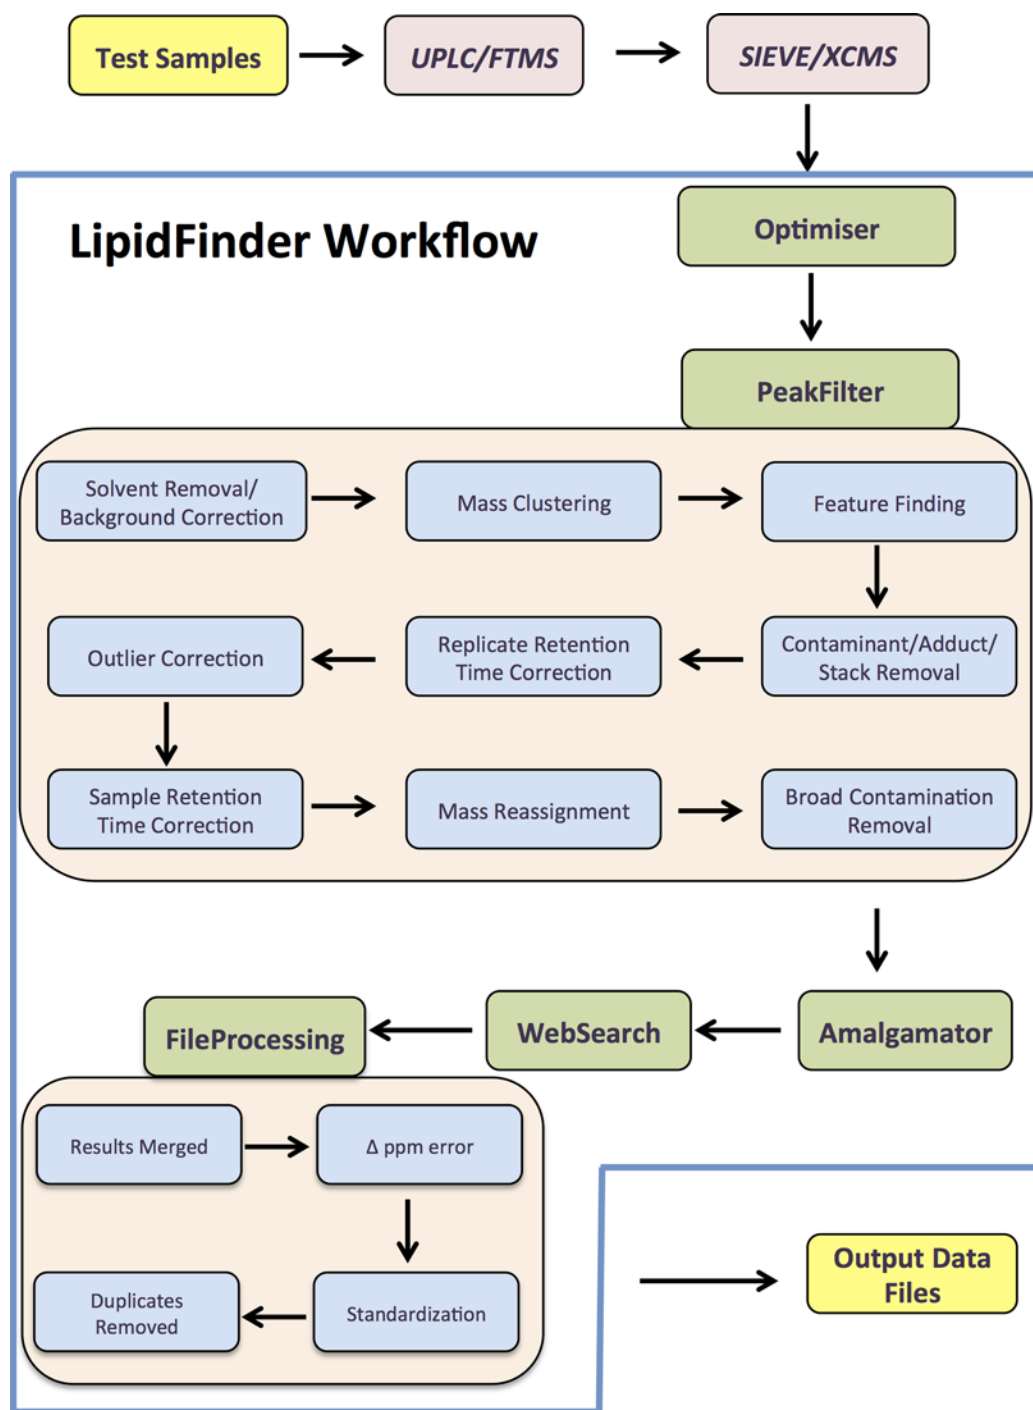 Test Samples
UPLC/FTMS
SIEVE/XCMS
LipidFinder Workflow
Optimiser
PeakFilter
Solvent Removal/
Background Correction
Mass Clustering
Feature Finding
Outlier Correction
Replicate Retention
Time Correction
Contaminant/Adduct/
Stack Removal
Sample Retention
Time Correction
Mass Reassignment
Broad Contamination
Removal
FileProcessing
WebSearch
Amalgamator
Results Merged
Δ ppm error
Duplicates
Removed
Standardization
Output Data
Files